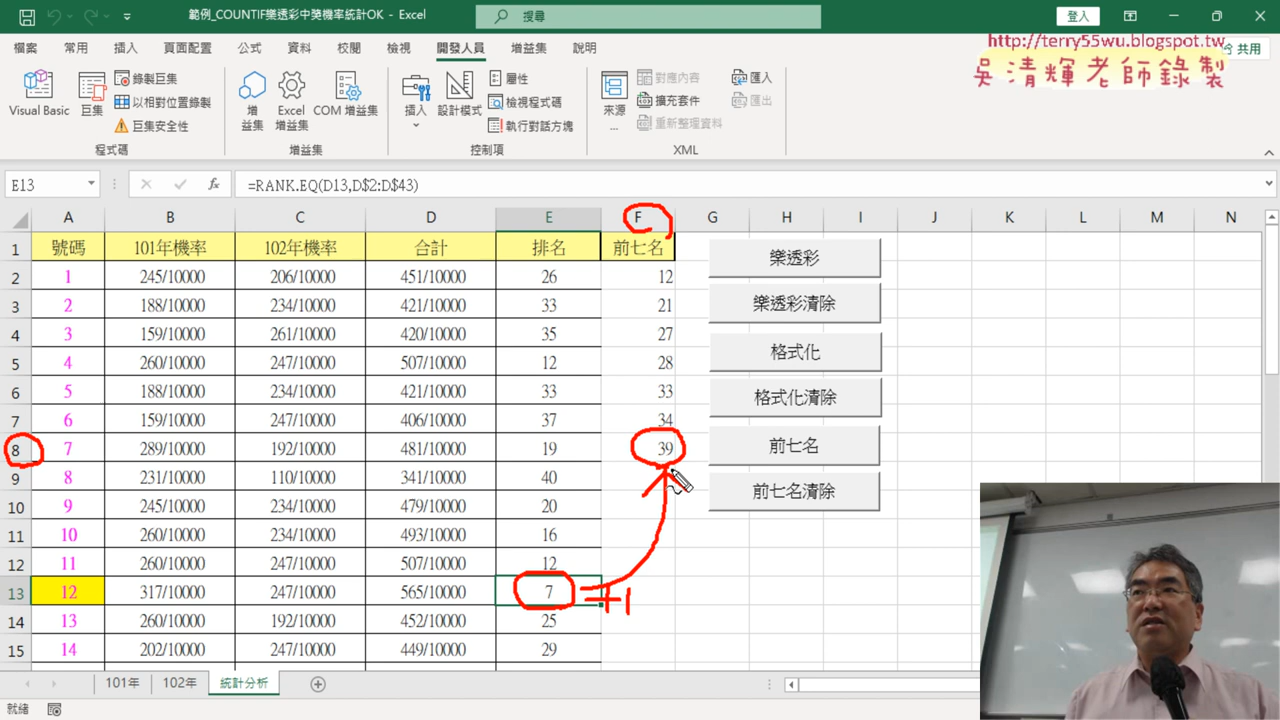 範例_COUNTIF樂透彩中獎機率統計OK - Excel
搜尋
登入
http://terry55wu.blogspot.tw
吳清輝老師錄製
檔案 常用 插入 頁面配置 公式 資料 校閱 檢視 開發人員 增益集 說明 共用
Visual Basic 巨集 錄製巨集 以相對位置錄製 巨集安全性
增益集 Excel 增益集 COM 增益集
插入 設計模式 屬性 檢視程式碼 執行對話方塊
來源 ... 對應內容 擴充套件 重新整理資料 匯入 匯出
程式碼 增益集 控制項 XML
E13 fx =RANK.EQ(D13,D$2:D$43)
A B C D E F G H I J K L M N
1 號碼 101年機率 102年機率 合計 排名 前七名
2 1 245/10000 206/10000 451/10000 26 12
3 2 188/10000 234/10000 421/10000 33 21
4 3 159/10000 261/10000 420/10000 35 27
5 4 260/10000 247/10000 507/10000 12 28
6 5 188/10000 234/10000 421/10000 33 33
7 6 159/10000 247/10000 406/10000 37 34
8 7 289/10000 192/10000 481/10000 19 39
9 8 231/10000 110/10000 341/10000 40
10 9 245/10000 234/10000 479/10000 20
11 10 260/10000 234/10000 493/10000 16
12 11 260/10000 247/10000 507/10000 12
13 12 317/10000 247/10000 565/10000 7
+1
14 13 260/10000 192/10000 452/10000 25
15 14 202/10000 247/10000 449/10000 29
樂透彩
樂透彩清除
格式化
格式化清除
前七名
前七名清除
101年 102年 統計分析
就緒